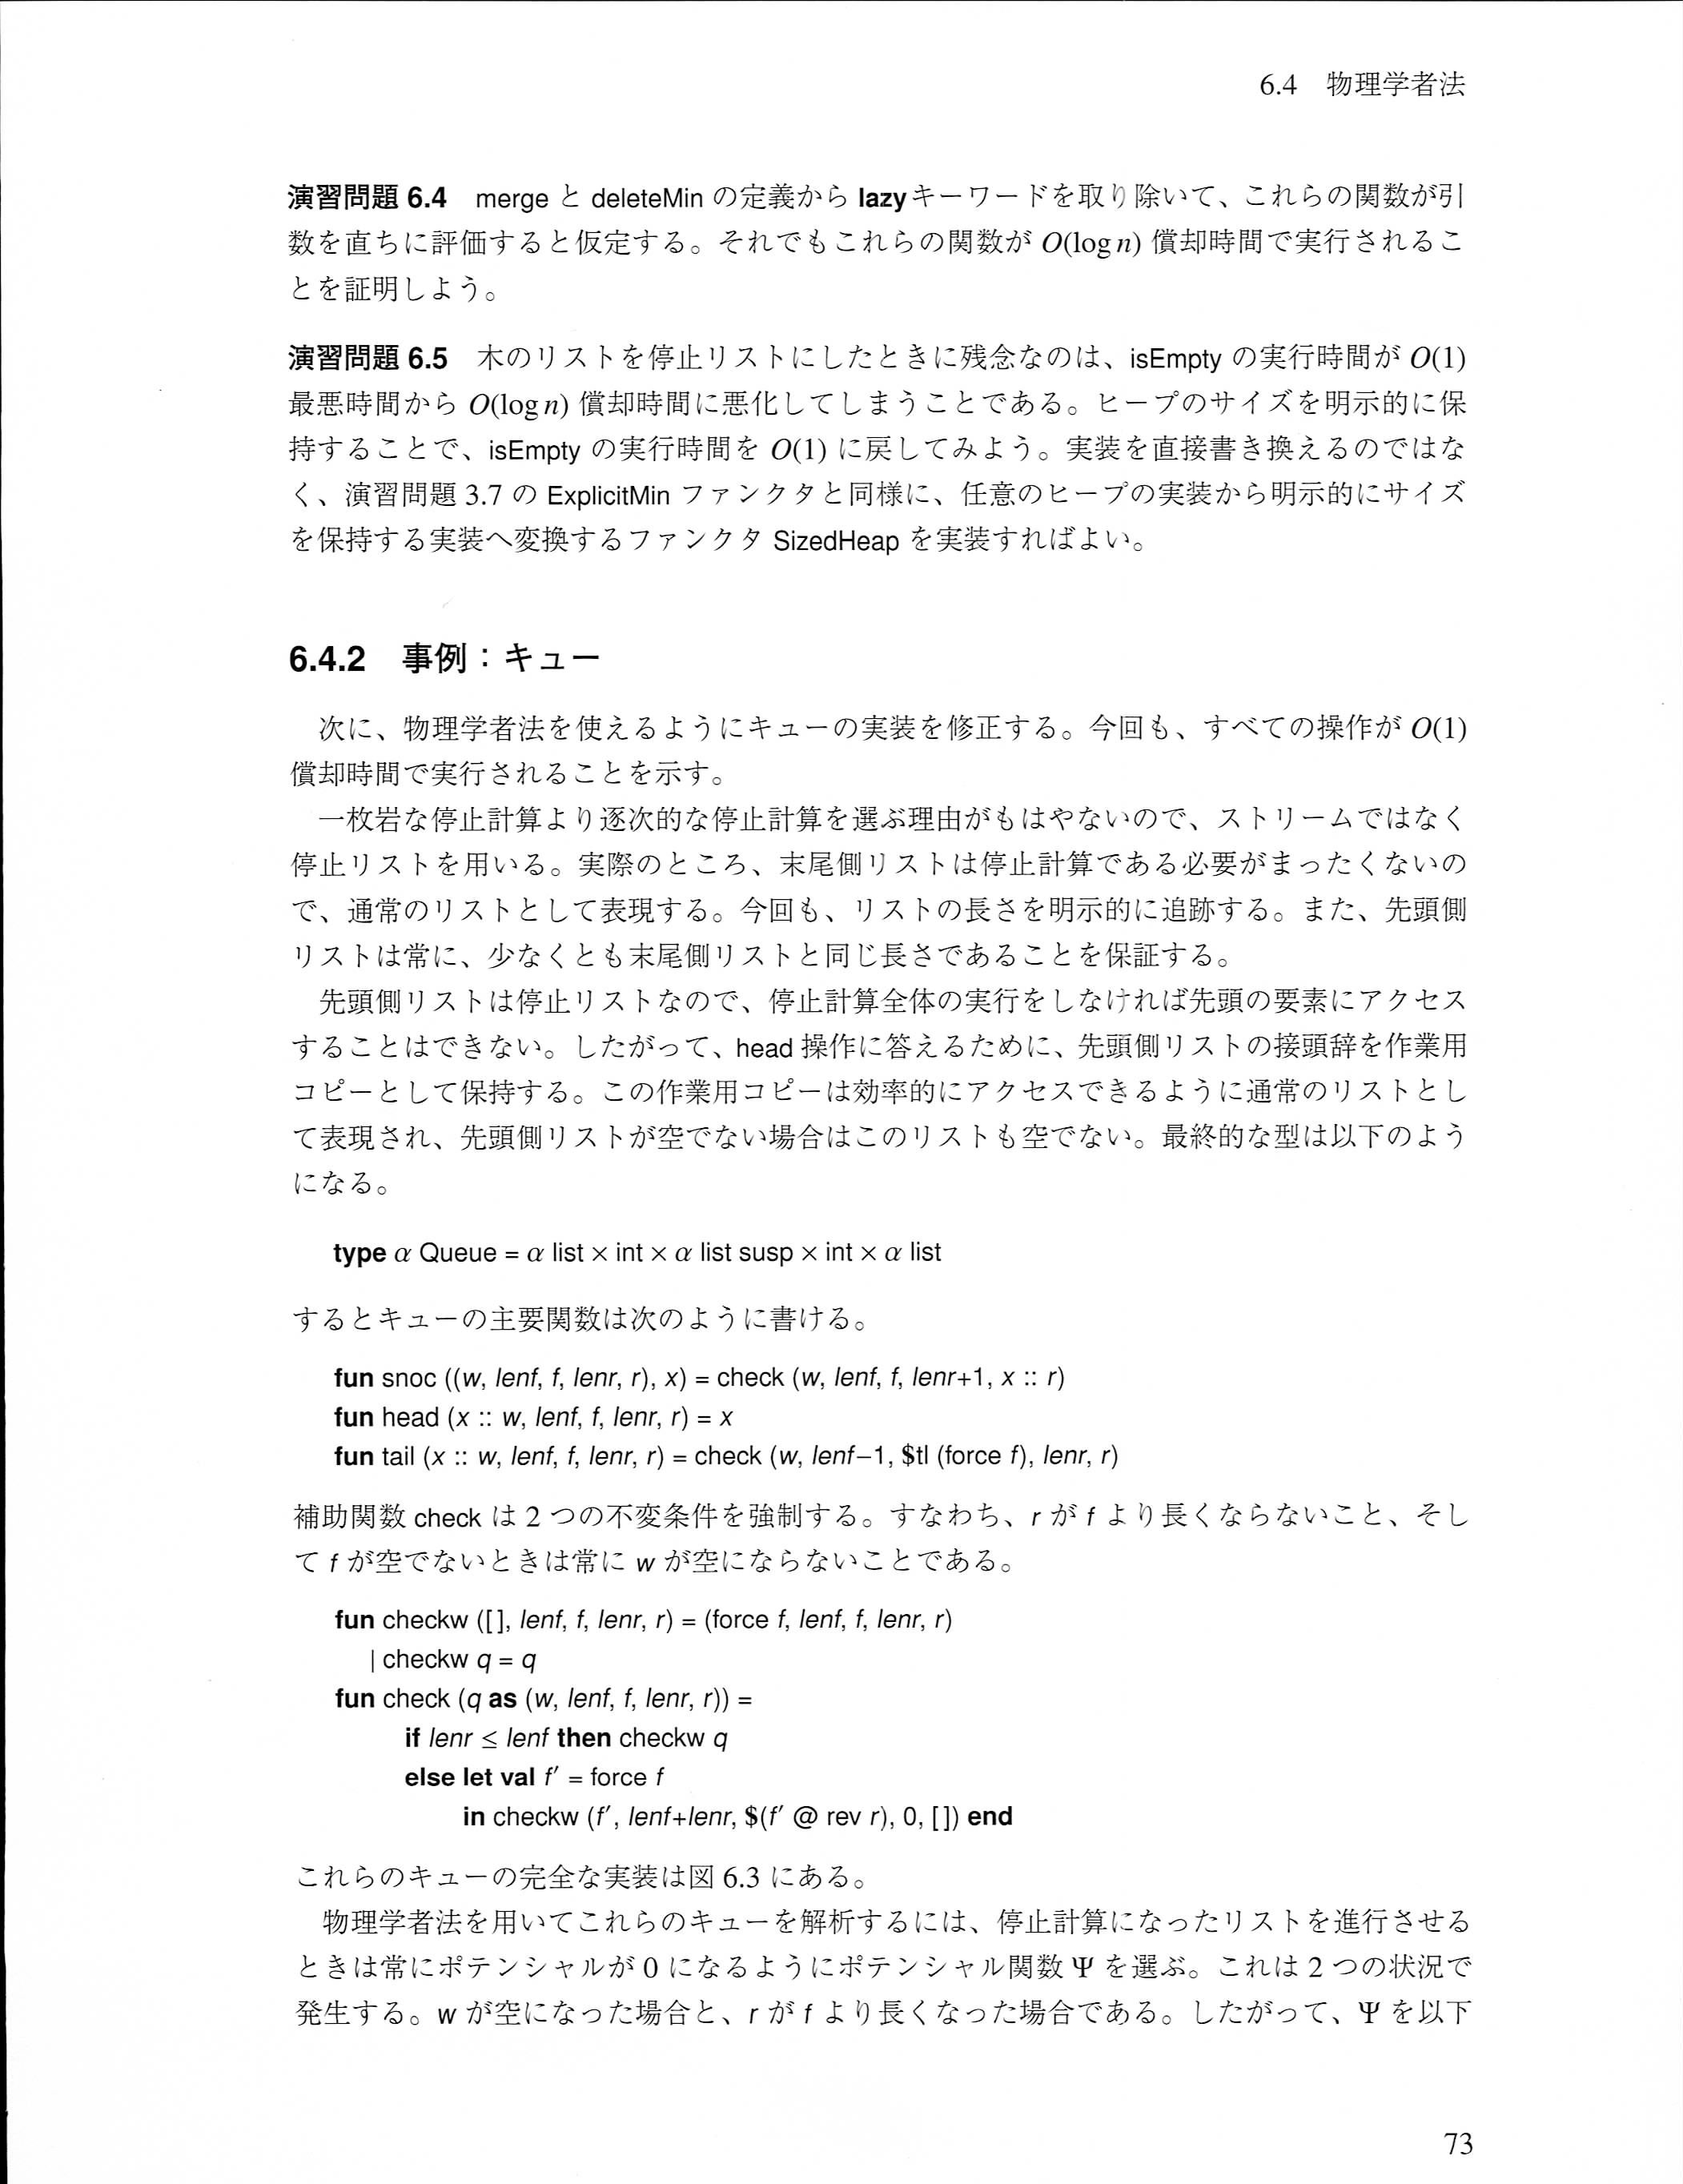 6.4 物理学者法
演習問題 6.4 merge と deleteMin の定義から lazyキーワードを取り除いて、これらの関数が引
数を直ちに評価すると仮定する。それでもこれらの関数が O(log n) 償却時間で実行されるこ
とを証明しよう。
演習問題 6.5 木のリストを停止リストにしたときに残念なのは、isEmpty の実行時間が O(1)
最悪時間から O(log n) 償却時間に悪化してしまうことである。ヒープのサイズを明示的に保
持することで、isEmpty の実行時間を O(1) に戻してみよう。実装を直接書き換えるのではな
く、演習問題 3.7 の ExplicitMin ファンクタと同様に、任意のヒープの実装から明示的にサイズ
を保持する実装へ変換するファンクタ SizedHeap を実装すればよい。
6.4.2 事例：キュー
次に、物理学者法を使えるようにキューの実装を修正する。今回も、すべての操作が O(1)
償却時間で実行されることを示す。
一枚岩な停止計算より逐次的な停止計算を選ぶ理由がもはやないので、ストリームではなく
停止リストを用いる。実際のところ、末尾側リストは停止計算である必要がまったくないの
で、通常のリストとして表現する。今回も、リストの長さを明示的に追跡する。また、先頭側
リストは常に、少なくとも末尾側リストと同じ長さであることを保証する。
先頭側リストは停止リストなので、停止計算全体の実行をしなければ先頭の要素にアクセス
することはできない。したがって、head 操作に答えるために、先頭側リストの接頭辞を作業用
コピーとして保持する。この作業用コピーは効率的にアクセスできるように通常のリストとし
て表現され、先頭側リストが空でない場合はこのリストも空でない。最終的な型は以下のよう
になる。
type α Queue = α list × int × α list susp × int × α list
するとキューの主要関数は次のように書ける。
fun snoc ((w, lenf, f, lenr, r), x) = check (w, lenf, f, lenr+1, x :: r)
fun head (x :: w, lenf, f, lenr, r) = x
fun tail (x :: w, lenf, f, lenr, r) = check (w, lenf−1, $tl (force f), lenr, r)
補助関数 check は 2 つの不変条件を強制する。すなわち、r が f より長くならないこと、そし
て f が空でないときは常に w が空にならないことである。
fun checkw ([ ], lenf, f, lenr, r) = (force f, lenf, f, lenr, r)
| checkw q = q
fun check (q as (w, lenf, f, lenr, r)) =
if lenr ≤ lenf then checkw q
else let val f′ = force f
in checkw (f′, lenf+lenr, $(f′ @ rev r), 0, [ ]) end
これらのキューの完全な実装は図 6.3 にある。
物理学者法を用いてこれらのキューを解析するには、停止計算になったリストを進行させる
ときは常にポテンシャルが 0 になるようにポテンシャル関数 Ψ を選ぶ。これは 2 つの状況で
発生する。w が空になった場合と、r が f より長くなった場合である。したがって、Ψ を以下
73